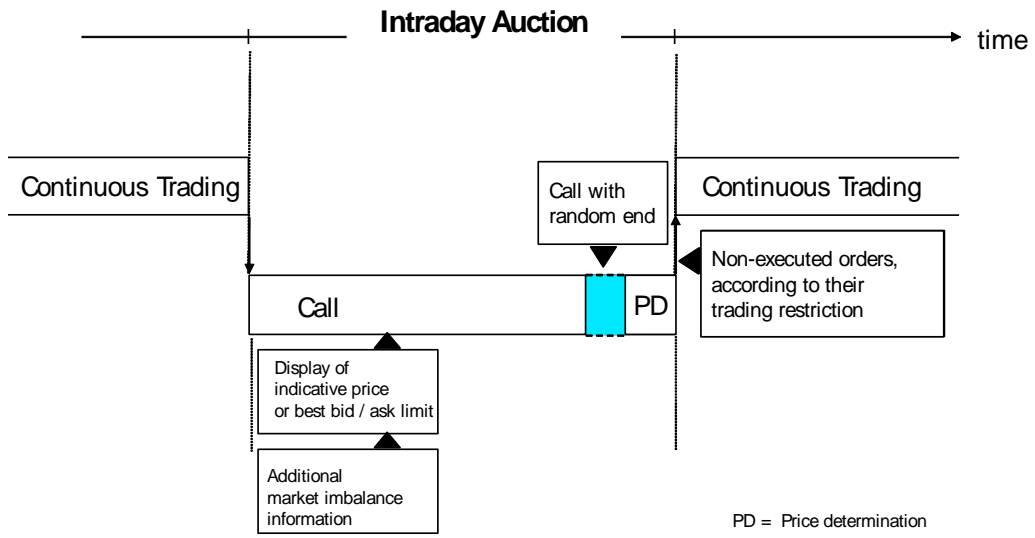 Intraday Auction
time
Continuous Trading
Call with
random end
Continuous Trading
Non-executed orders,
according to their
trading restriction
Call
PD
Display of
indicative price
or best bid / ask limit
Additional
market imbalance
information
PD = Price determination